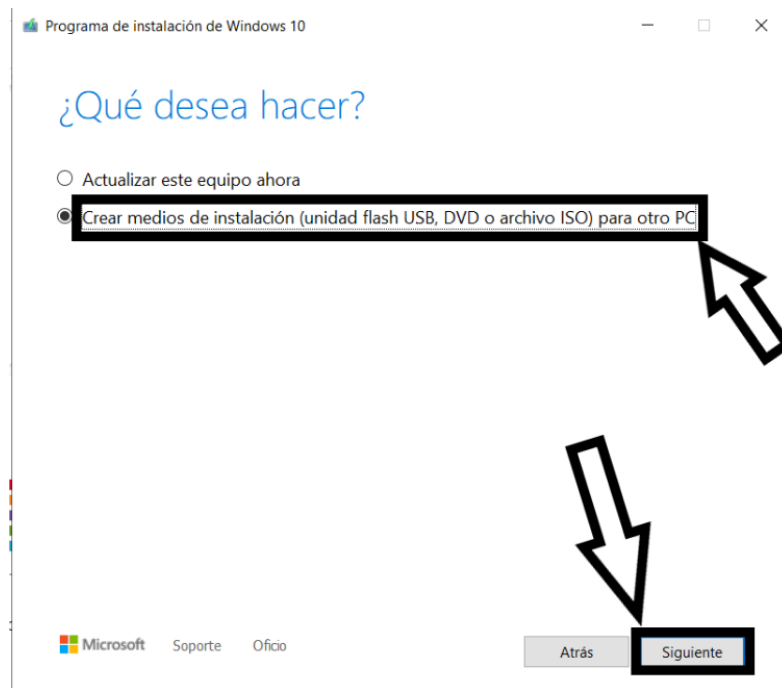 Programa de instalación de Windows 10
¿Qué desea hacer?
Actualizar este equipo ahora
Crear medios de instalación (unidad flash USB, DVD o archivo ISO) para otro PC
Microsoft Soporte Oficio Atrás Siguiente